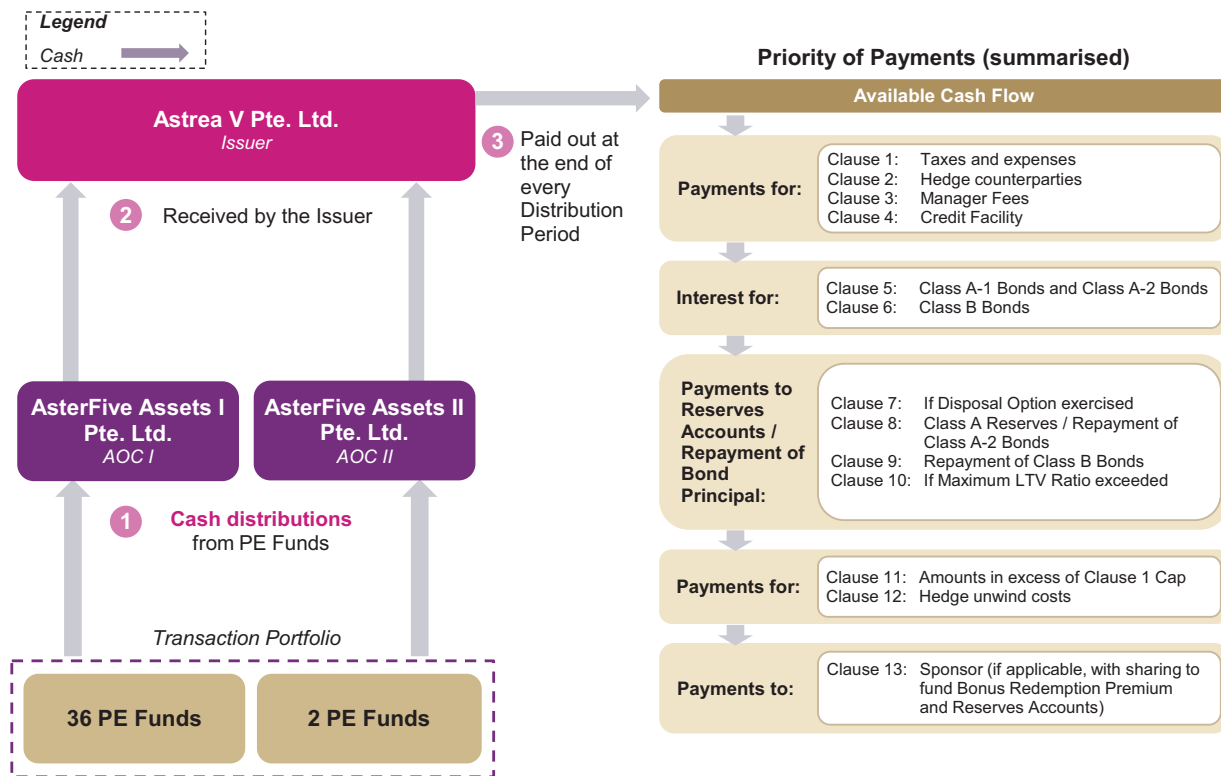 Legend
Cash
Astrea V Pte. Ltd.
Issuer
2 Received by the Issuer
3 Paid out at
the end of
every
Distribution
Period
AsterFive Assets I
Pte. Ltd.
AOC I
AsterFive Assets II
Pte. Ltd.
AOC II
1 Cash distributions
from PE Funds
Transaction Portfolio
36 PE Funds
2 PE Funds
Priority of Payments (summarised)
Available Cash Flow
Payments for:
Clause 1: Taxes and expenses
Clause 2: Hedge counterparties
Clause 3: Manager Fees
Clause 4: Credit Facility
Interest for:
Clause 5: Class A-1 Bonds and Class A-2 Bonds
Clause 6: Class B Bonds
Payments to
Reserves
Accounts /
Repayment of
Bond
Principal:
Clause 7: If Disposal Option exercised
Clause 8: Class A Reserves / Repayment of
Class A-2 Bonds
Clause 9: Repayment of Class B Bonds
Clause 10: If Maximum LTV Ratio exceeded
Payments for:
Clause 11: Amounts in excess of Clause 1 Cap
Clause 12: Hedge unwind costs
Payments to:
Clause 13: Sponsor (if applicable, with sharing to
fund Bonus Redemption Premium
and Reserves Accounts)